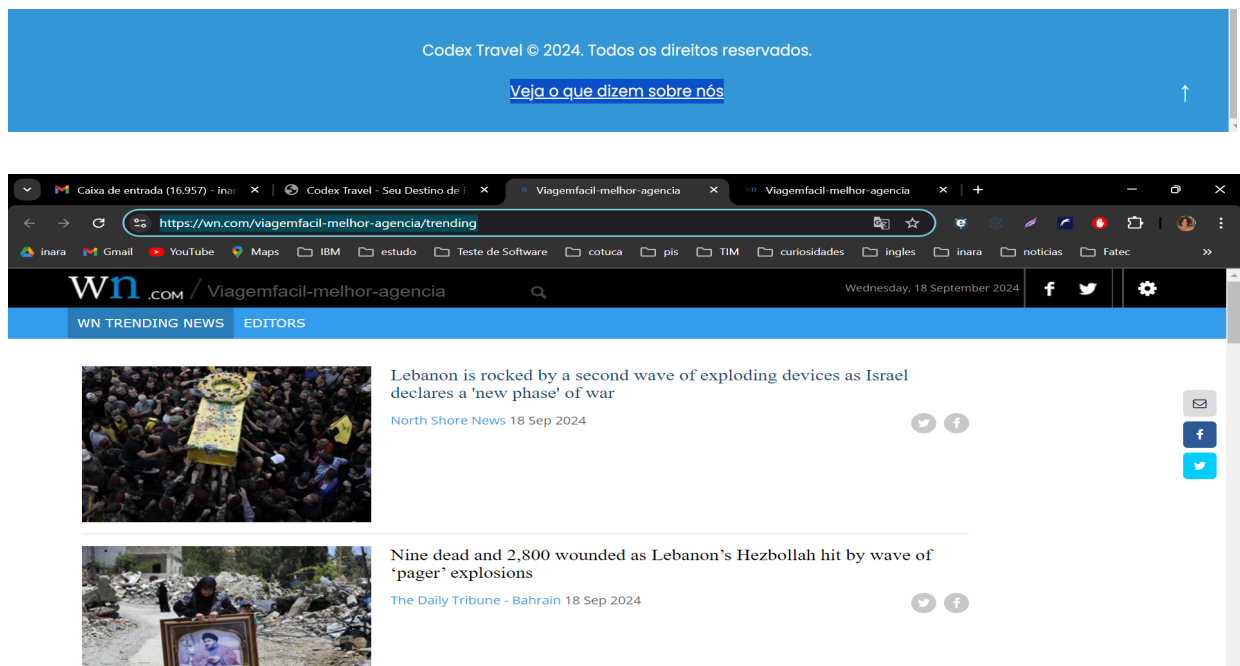 Codex Travel © 2024. Todos os direitos reservados.
Veja o que dizem sobre nós
↑
Caixa de entrada (16.957) - inar
Codex Travel - Seu Destino de F
Viagemfacil-melhor-agencia
Viagemfacil-melhor-agencia
https://wn.com/viagemfacil-melhor-agencia/trending
inara
Gmail
YouTube
Maps
IBM
estudo
Teste de Software
cotuca
pis
TIM
curiosidades
ingles
inara
noticias
Fatec
wn.com / Viagemfacil-melhor-agencia
Wednesday, 18 September 2024
WN TRENDING NEWS
EDITORS
Lebanon is rocked by a second wave of exploding devices as Israel
declares a 'new phase' of war
North Shore News 18 Sep 2024
Nine dead and 2,800 wounded as Lebanon’s Hezbollah hit by wave of
‘pager’ explosions
The Daily Tribune - Bahrain 18 Sep 2024